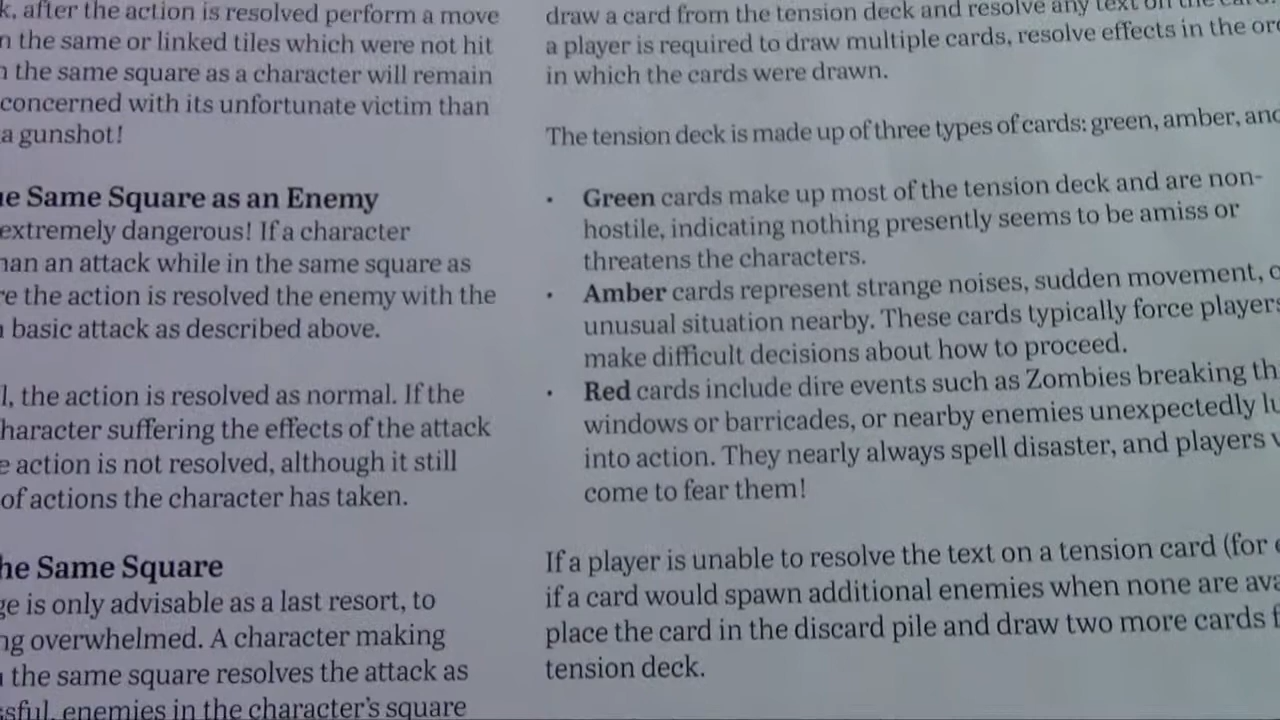 k, after the action is resolved perform a move
n the same or linked tiles which were not hit
n the same square as a character will remain
concerned with its unfortunate victim than
a gunshot!
e Same Square as an Enemy
extremely dangerous! If a character
han an attack while in the same square as
re the action is resolved the enemy with the
basic attack as described above.
l, the action is resolved as normal. If the
haracter suffering the effects of the attack
e action is not resolved, although it still
of actions the character has taken.
he Same Square
ge is only advisable as a last resort, to
ng overwhelmed. A character making
the same square resolves the attack as
ssful, enemies in the character's square
draw a card from the tension deck and resolve any text on the card.
a player is required to draw multiple cards, resolve effects in the ord
in which the cards were drawn.
The tension deck is made up of three types of cards: green, amber, and
• Green cards make up most of the tension deck and are non-
hostile, indicating nothing presently seems to be amiss or
threatens the characters.
• Amber cards represent strange noises, sudden movement, o
unusual situation nearby. These cards typically force players
make difficult decisions about how to proceed.
• Red cards include dire events such as Zombies breaking th
windows or barricades, or nearby enemies unexpectedly lu
into action. They nearly always spell disaster, and players w
come to fear them!
If a player is unable to resolve the text on a tension card (for e
if a card would spawn additional enemies when none are ava
place the card in the discard pile and draw two more cards f
tension deck.